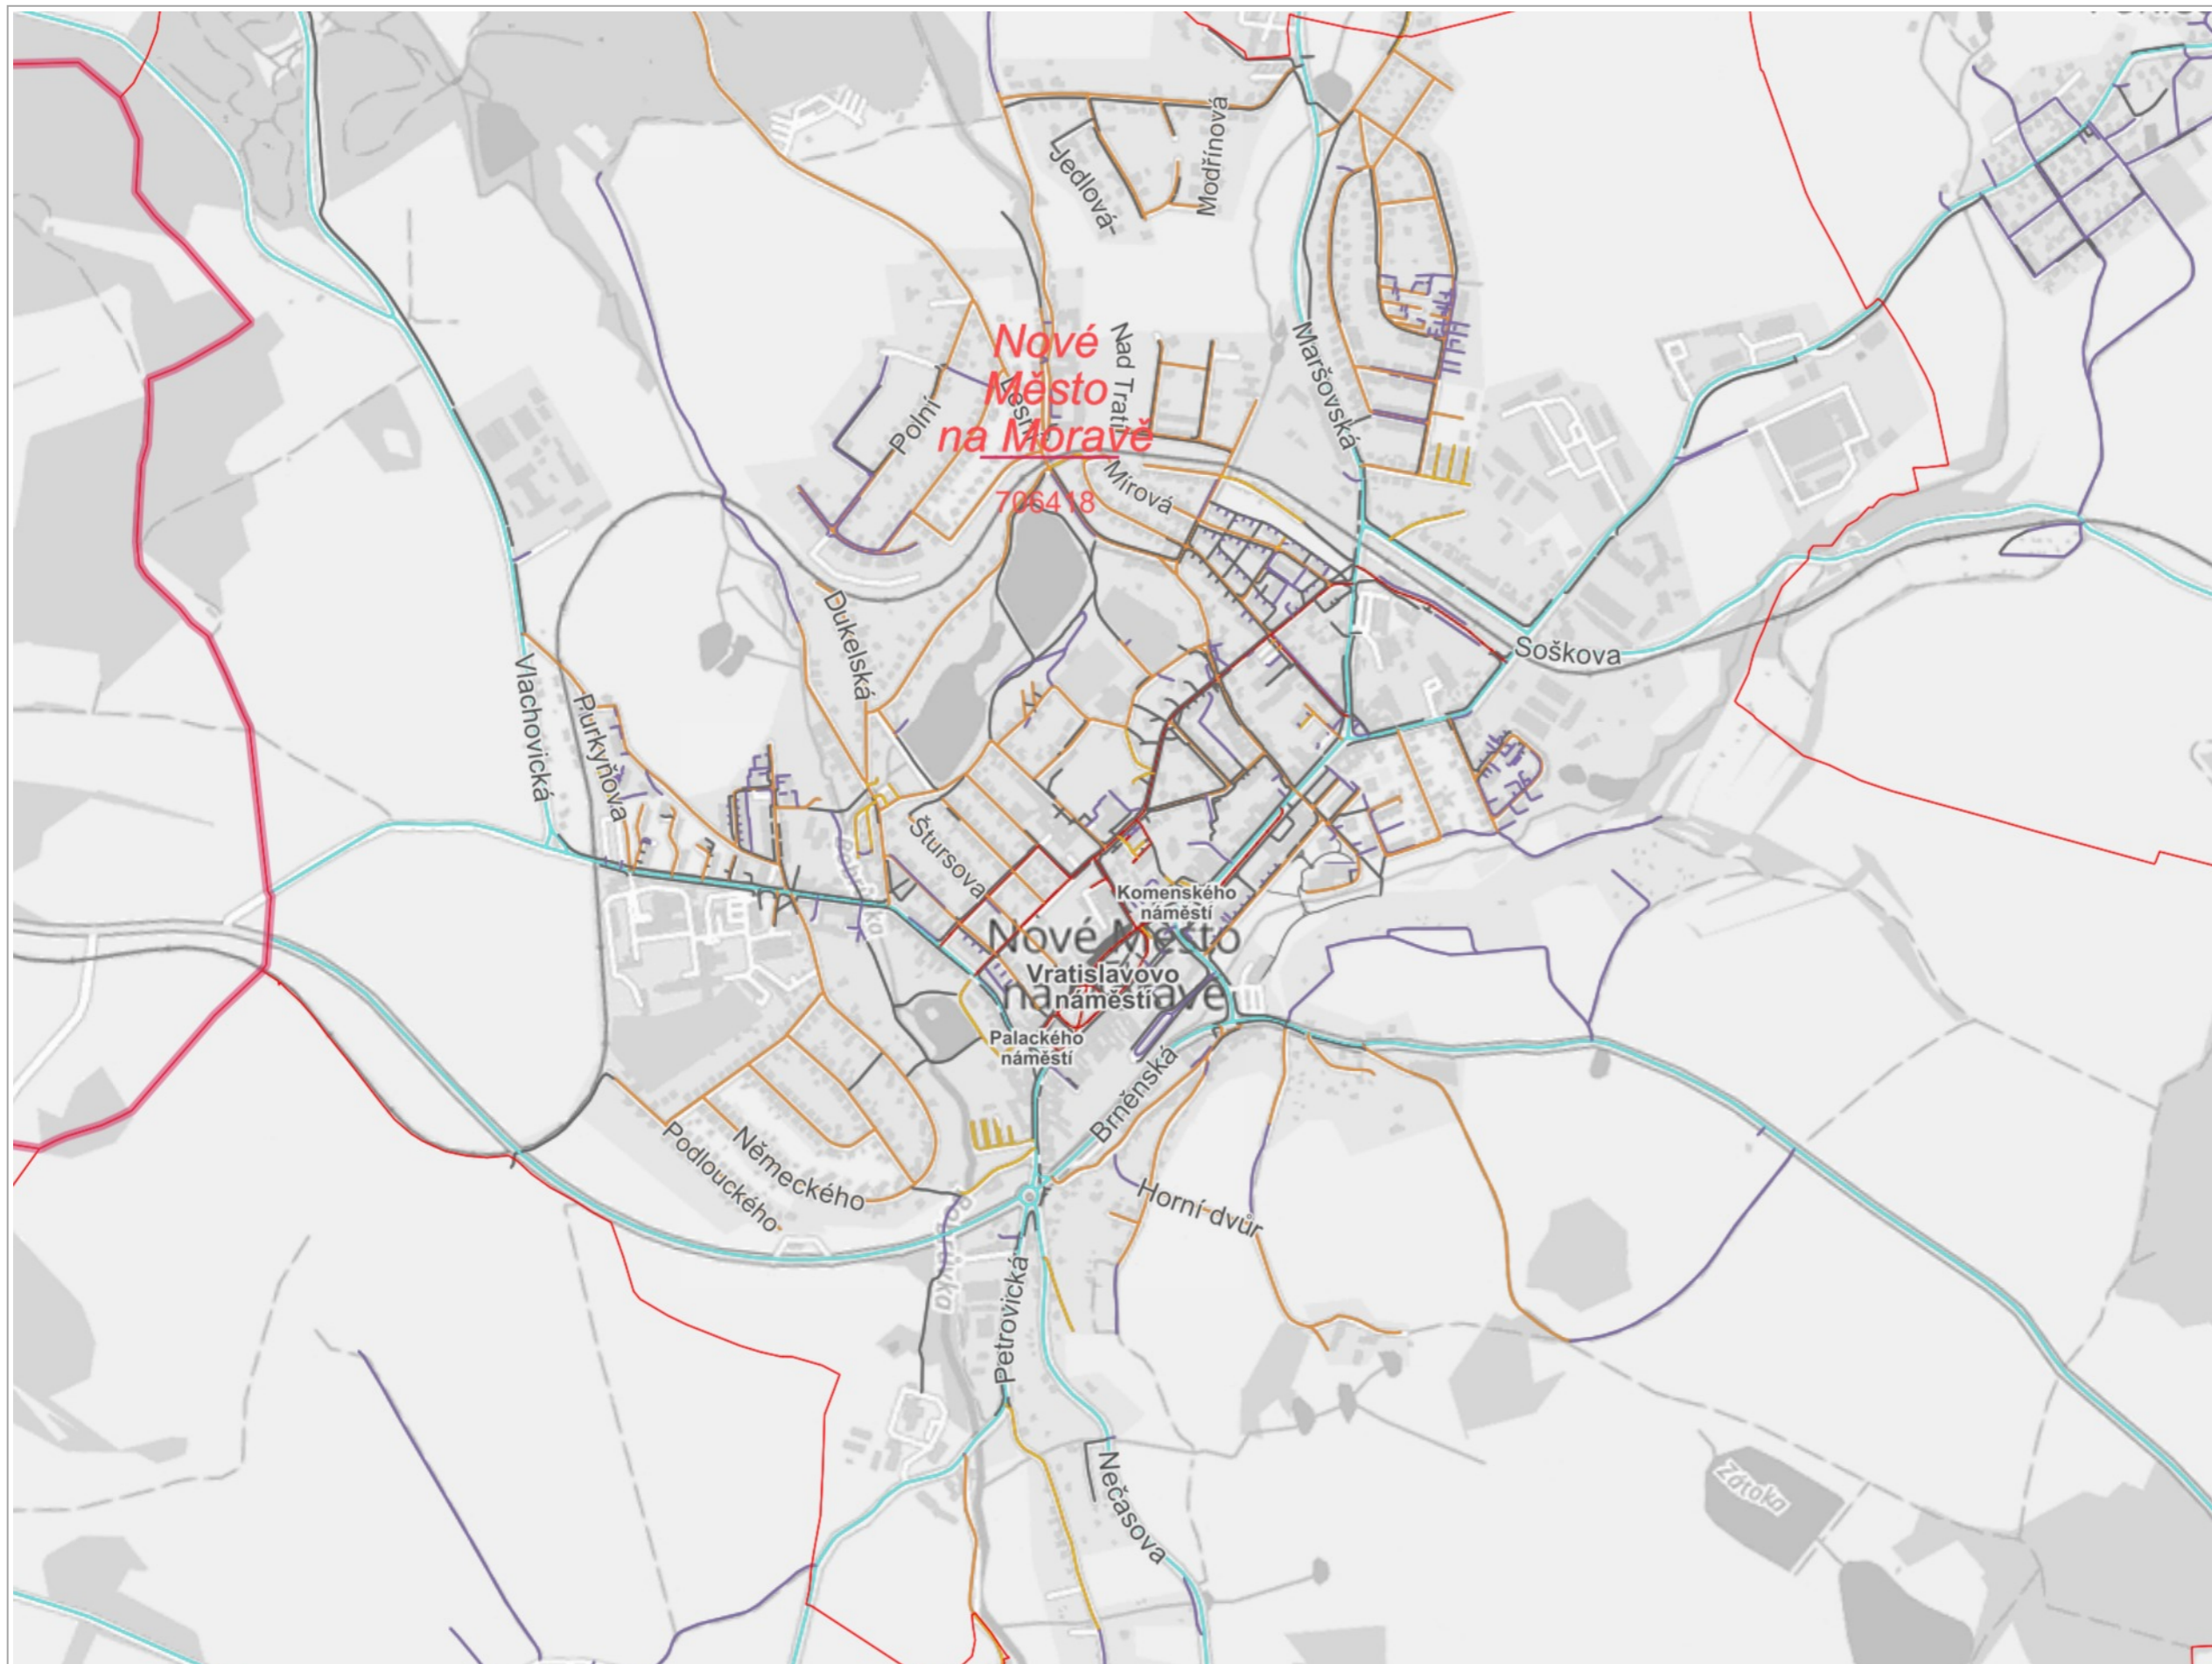 Modřínová
Jedlová
Nové
Město
na Moravě
706418
Nad Tratí
Maršovská
Polní
Lesní
Mírová
Dukelská
Soškova
Vlachovická
Purkyňova
Štursova
Komenského
náměstí
Nové Město
na Moravě
Vratislavovo
náměstí
Palackého
náměstí
Brněnská
Podlouckého
Německého
Horní dvůr
Petrovická
Nečasova
Zátoka